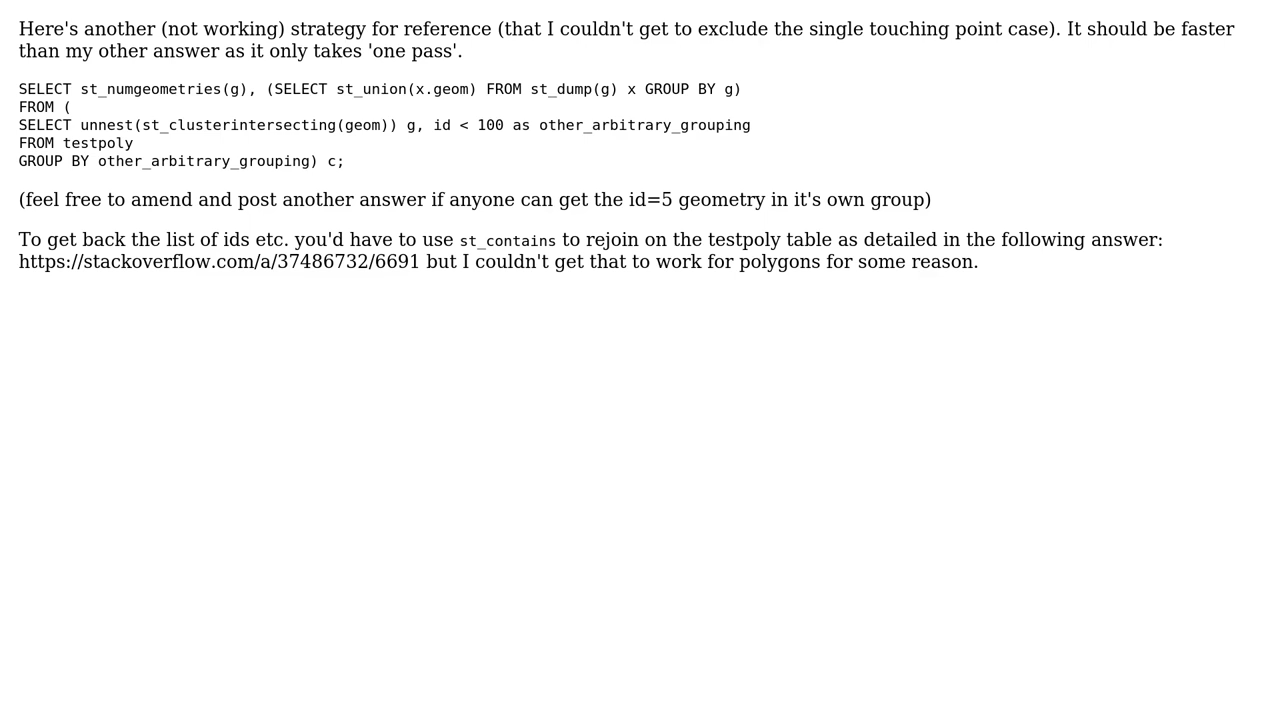 Here's another (not working) strategy for reference (that I couldn't get to exclude the single touching point case). It should be faster
than my other answer as it only takes 'one pass'.
SELECT st_numgeometries(g), (SELECT st_union(x.geom) FROM st_dump(g) x GROUP BY g)
FROM (
SELECT unnest(st_clusterintersecting(geom)) g, id < 100 as other_arbitrary_grouping
FROM testpoly
GROUP BY other_arbitrary_grouping) c;
(feel free to amend and post another answer if anyone can get the id=5 geometry in it's own group)
To get back the list of ids etc. you'd have to use st_contains to rejoin on the testpoly table as detailed in the following answer:
https://stackoverflow.com/a/37486732/6691 but I couldn't get that to work for polygons for some reason.